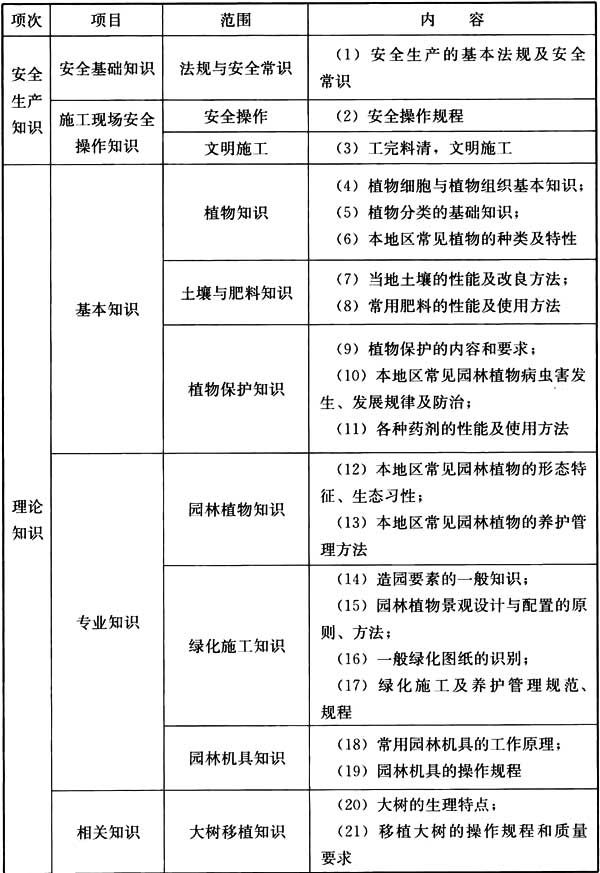 项次 项目 范围 内 容
安全生产知识 安全基础知识 法规与安全常识 (1) 安全生产的基本法规及安全
常识
施工现场安全操作知识 安全操作 (2) 安全操作规程
文明施工 (3) 工完料清，文明施工
理论知识 基本知识 植物知识 (4) 植物细胞与植物组织基本知识；
(5) 植物分类的基础知识；
(6) 本地区常见植物的种类及特性
土壤与肥料知识 (7) 当地土壤的性能及改良方法；
(8) 常用肥料的性能及使用方法
植物保护知识 (9) 植物保护的内容和要求；
(10) 本地区常见园林植物病虫害发
生、发展规律及防治；
(11) 各种药剂的性能及使用方法
专业知识 园林植物知识 (12) 本地区常见园林植物的形态特
征、生态习性；
(13) 本地区常见园林植物的养护管
理方法
绿化施工知识 (14) 造园要素的一般知识；
(15) 园林植物景观设计与配置的原
则、方法；
(16) 一般绿化图纸的识别；
(17) 绿化施工及养护管理规范、
规程
园林机具知识 (18) 常用园林机具的工作原理；
(19) 园林机具的操作规程
相关知识 大树移植知识 (20) 大树的生理特点；
(21) 移植大树的操作规程和质量
要求